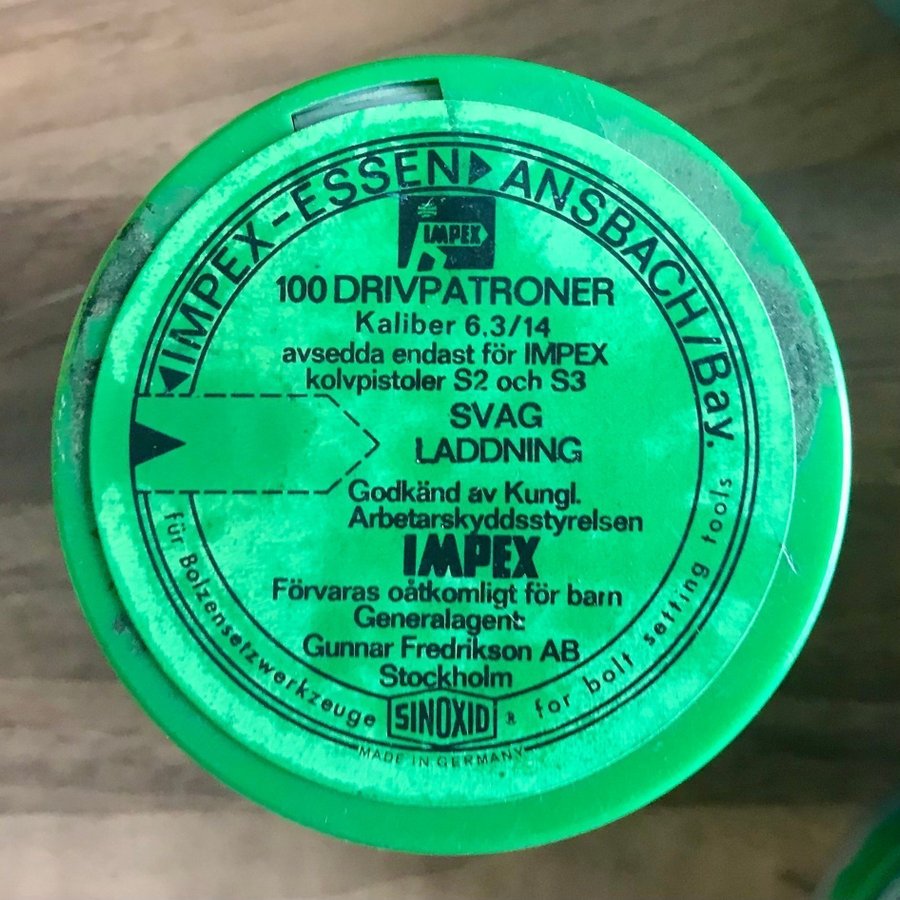 ◀IMPEX-ESSEN▶ ANSBACH/Bay.
IMPEX
100 DRIVPATRONER
Kaliber 6.3/14
avsedda endast för IMPEX
kolvpistoler S2 och S3
SVAG
LADDNING
Godkänd av Kungl.
Arbetarskyddsstyrelsen
IMPEX
Förvaras oåtkomligt för barn
Generalagent
Gunnar Fredrikson AB
Stockholm
für Bolzensetzwerkzeuge
SINOXID
for bolt setting tools
MADE IN GERMANY